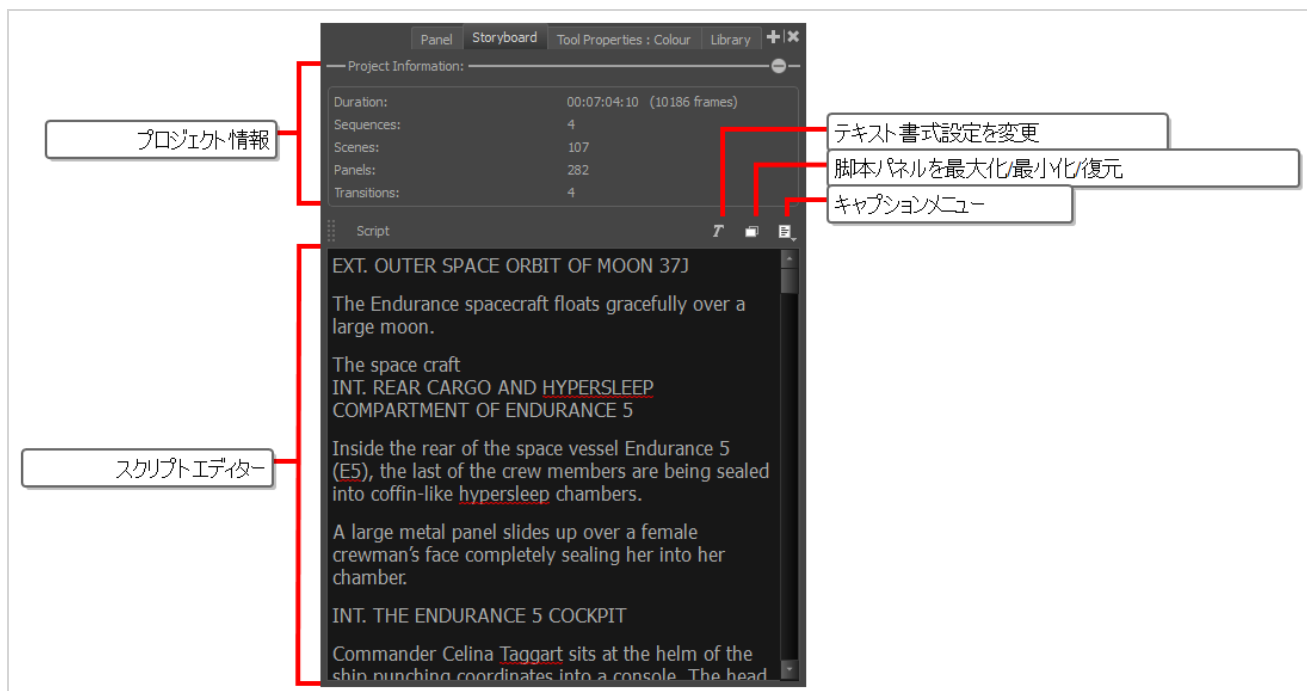 Panel Storyboard Tool Properties : Colour Library
Project Information:
Duration: 00:07:04:10 (10186 frames)
Sequences: 4
Scenes: 107
Panels: 282
Transitions: 4
プロジェクト情報
テキスト書式設定を変更
脚本パネルを最大化/最小化/復元
キャプションメニュー
Script
EXT. OUTER SPACE ORBIT OF MOON 37J
The Endurance spacecraft floats gracefully over a
large moon.
The space craft
INT. REAR CARGO AND HYPERSLEEP
COMPARTMENT OF ENDURANCE 5
Inside the rear of the space vessel Endurance 5
(E5), the last of the crew members are being sealed
into coffin-like hypersleep chambers.
スクリプトエディター
A large metal panel slides up over a female
crewman's face completely sealing her into her
chamber.
INT. THE ENDURANCE 5 COCKPIT
Commander Celina Taggart sits at the helm of the
ship punching coordinates into a console. The head